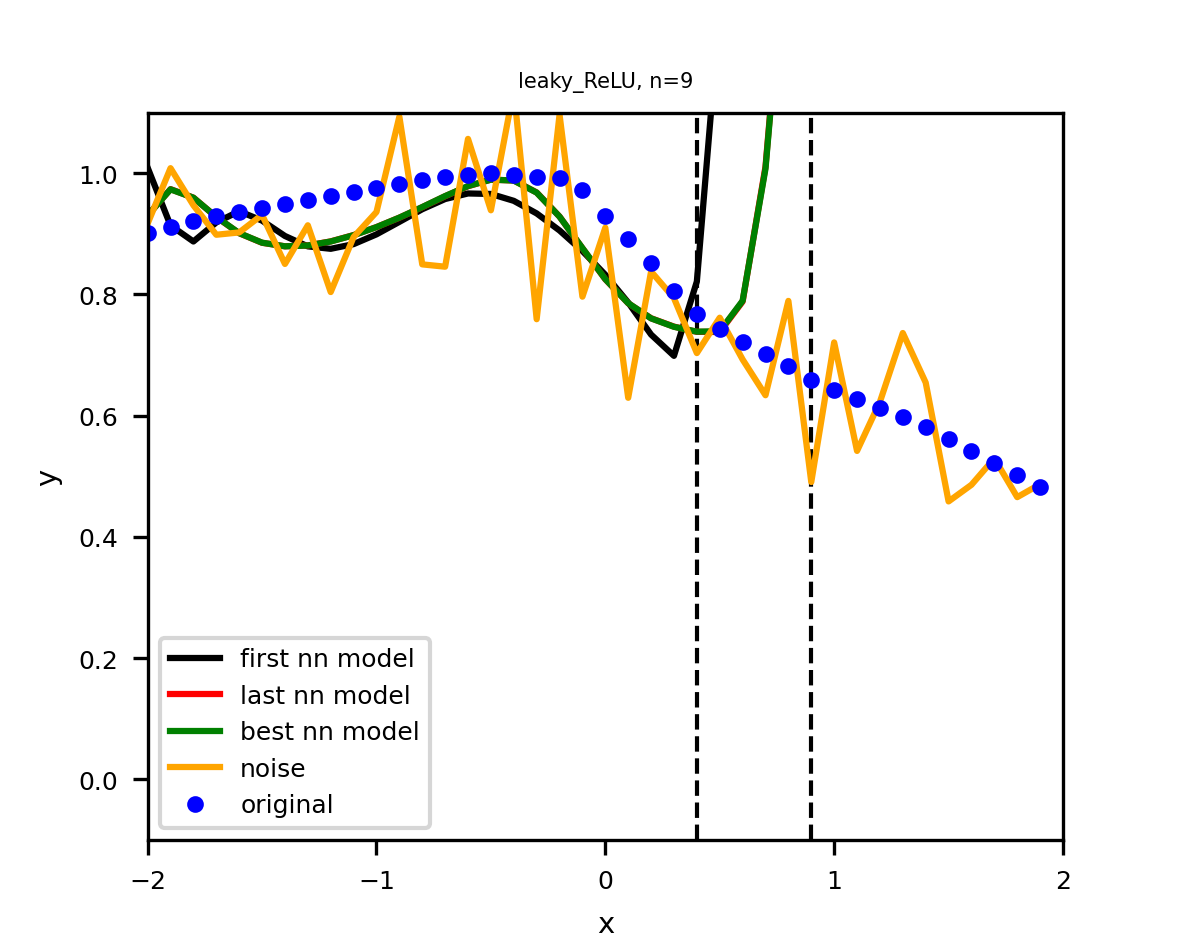 leaky_ReLU, n=9
1.0
0.8
0.6
0.4
0.2
0.0
y
first nn model
last nn model
best nn model
noise
original
−2
−1
0
1
2
x